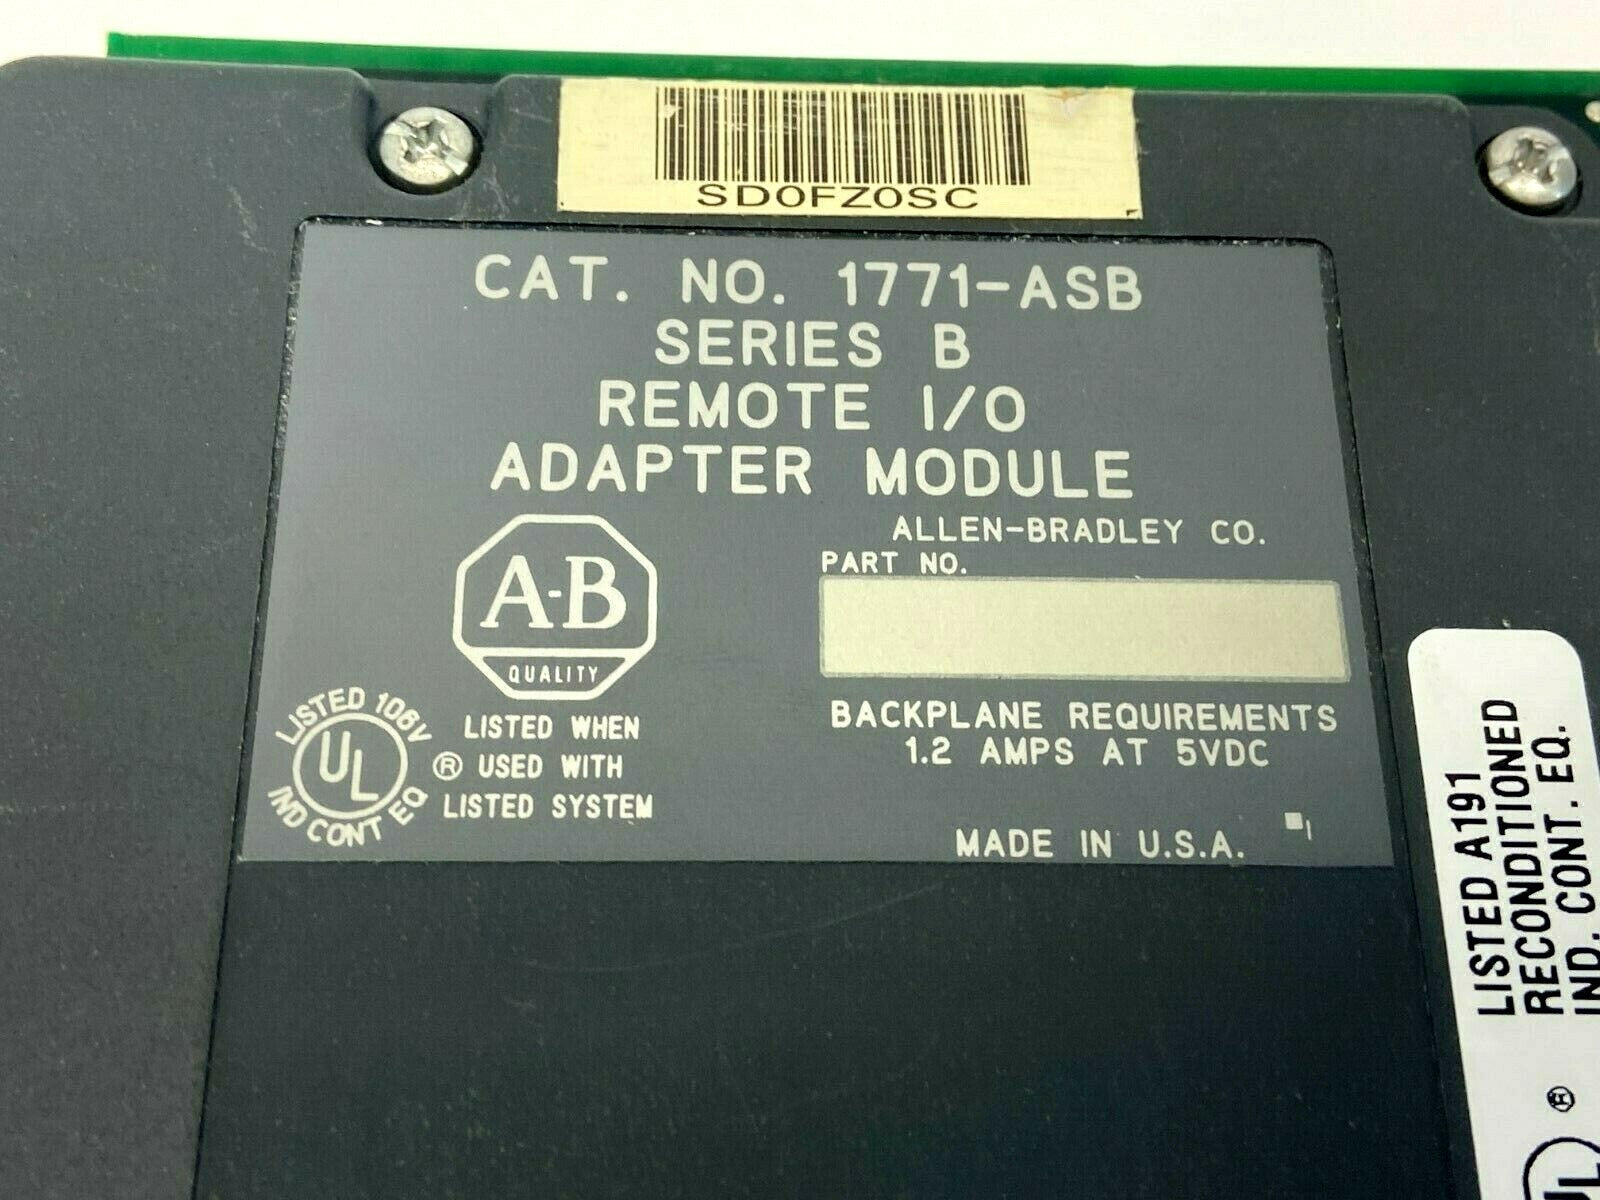 SD0FZ0SC
CAT. NO. 1771-ASB
SERIES B
REMOTE I/O
ADAPTER MODULE
ALLEN-BRADLEY CO.
PART NO.
A-B
QUALITY
BACKPLANE REQUIREMENTS
1.2 AMPS AT 5VDC
LISTED 106V
UL
IND CONT EQ
®
LISTED WHEN
USED WITH
LISTED SYSTEM
MADE IN U.S.A.
LISTED A191
RECONDITIONED
IND. CONT. EQ.
®
UL